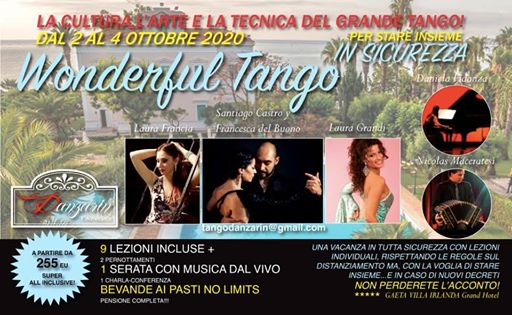 LA CULTURA L'ARTE E LA TECNICA DEL GRANDE TANGO!
DAL 2 AL 4 OTTOBRE 2020
PER STARE INSIEME
IN SICUREZZA
Wonderful Tango
Santiago Castro y
Francesca del Buono
Laura Francia
Laura Grandi
Daniela Fidanza
Nicolas Maceratesi
Danzarin
tangodanzarin@gmail.com
A PARTIRE DA
255 EU
SUPER
ALL INCLUSIVE!
9 LEZIONI INCLUSE +
2 PERNOTTAMENTI
1 SERATA CON MUSICA DAL VIVO
1 CHARLA-CONFERENZA
BEVANDE AI PASTI NO LIMITS
PENSIONE COMPLETA!!!
UNA VACANZA IN TUTTA SICUREZZA CON LEZIONI
INDIVIDUALI, RISPETTANDO LE REGOLE SUL
DISTANZIAMENTO MA, CON LA VOGLIA DI STARE
INSIEME...E IN CASO DI NUOVI DECRETI
NON PERDERETE L'ACCONTO!
***** GAETA VILLA IRLANDA Grand Hotel